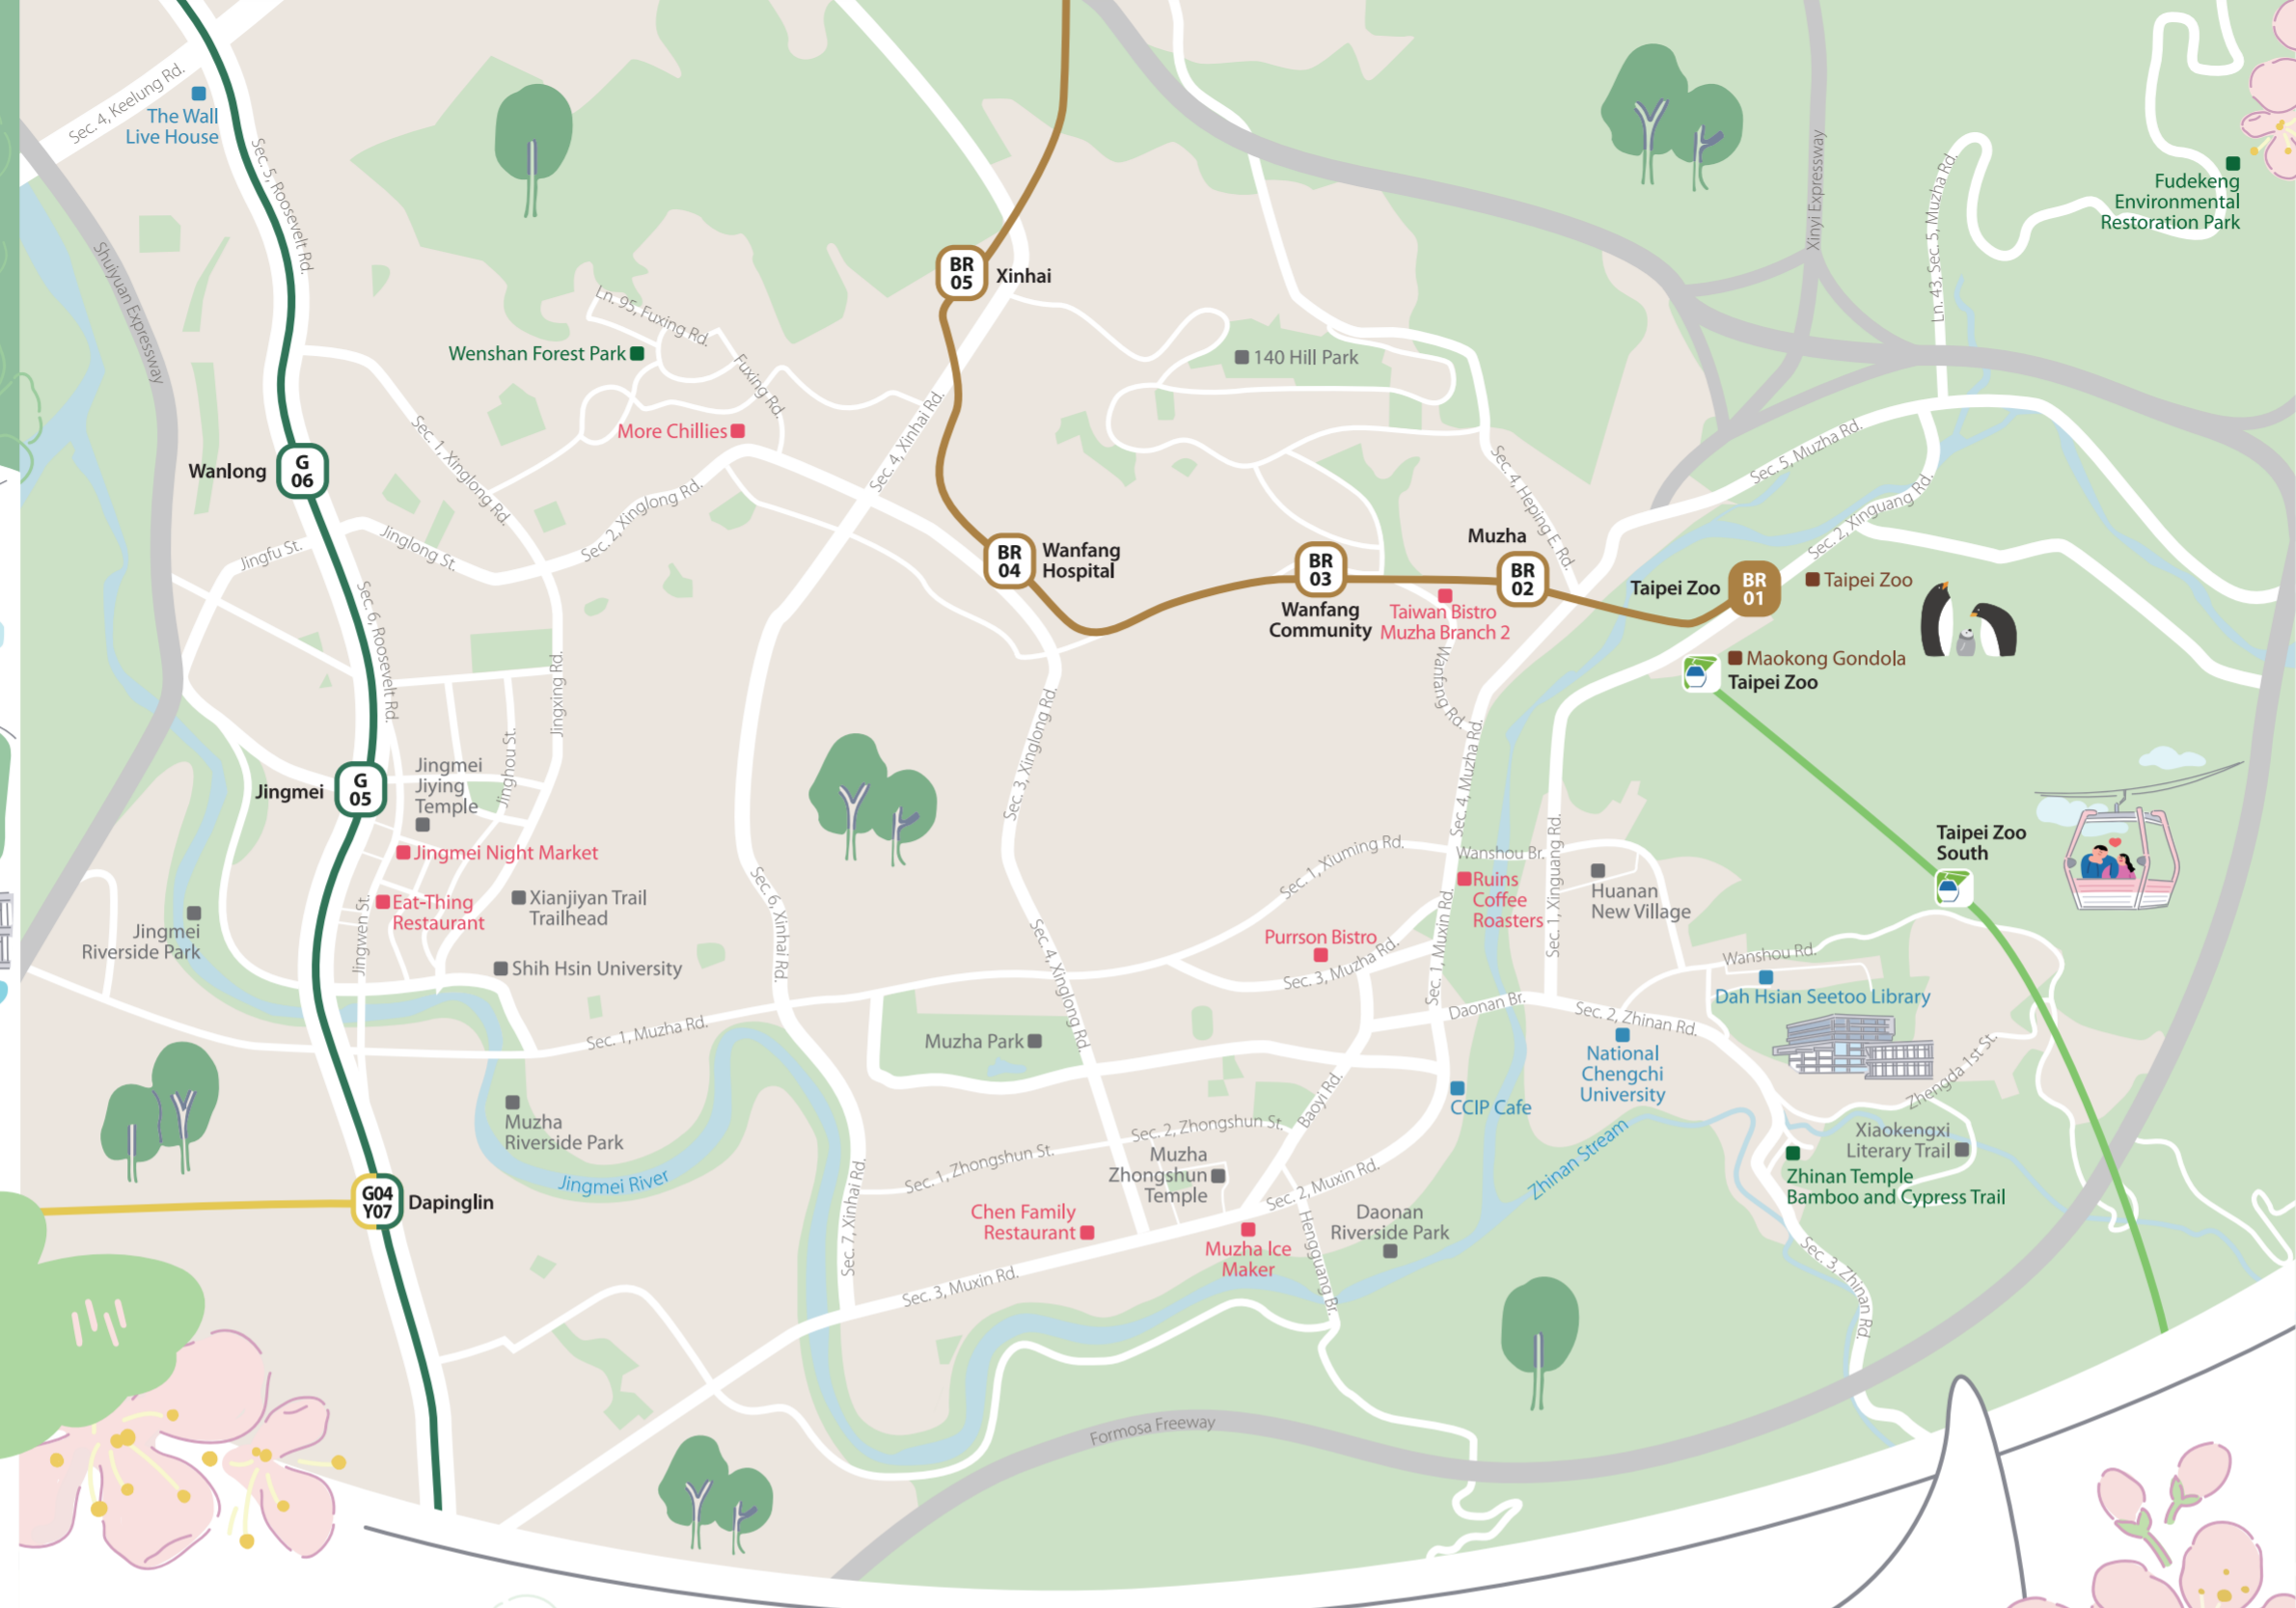 Sec. 4, Keelung Rd.
The Wall
Live House
Sec. 5, Roosevelt Rd.
Shuiyuan Expressway
Xinyi Expressway
Ln. 43, Sec. 5, Muzha Rd.
Fudekeng
Environmental
Restoration Park
BR
05
Xinhai
Ln. 95, Fuxing Rd.
Wenshan Forest Park
Fuxing Rd.
140 Hill Park
More Chillies
Sec. 4, Xinhai Rd.
Sec. 1, Xinglong Rd.
Wanlong
G
06
Sec. 2, Xinglong Rd.
Sec. 4, Heping E. Rd.
Sec. 5, Muzha Rd.
Sec. 2, Xinguang Rd.
Jingfu St.
Jinglong St.
BR
04
Wanfang
Hospital
BR
03
Wanfang
Community
Muzha
BR
02
Taipei Zoo
BR
01
Taipei Zoo
Taiwan Bistro
Muzha Branch 2
Wanfang Rd.
Maokong Gondola
Taipei Zoo
Sec. 6, Roosevelt Rd.
Jingxing Rd.
Jinghou St.
Sec. 3, Xinglong Rd.
Sec. 4, Muzha Rd.
Jingmei
G
05
Jingmei
Jiying
Temple
Jingmei Night Market
Eat-Thing
Restaurant
Xianjiyan Trail
Trailhead
Jingwen St.
Jingmei
Riverside Park
Shih Hsin University
Sec. 6, Xinhai Rd.
Sec. 1, Xiuming Rd.
Wanshou Br.
Sec. 1, Xinguang Rd.
Ruins
Coffee
Roasters
Huanan
New Village
Taipei Zoo
South
Purrson Bistro
Sec. 3, Muzha Rd.
Sec. 1, Muxin Rd.
Wanshou Rd.
Dah Hsian Seetoo Library
Sec. 4, Xinglong Rd.
Daonan Br.
Sec. 2, Zhinan Rd.
Sec. 1, Muzha Rd.
Muzha Park
National
Chengchi
University
Zhengda 1st St.
CCIP Cafe
Baoyi Rd.
Muzha
Riverside Park
Sec. 2, Zhongshun St.
Sec. 1, Zhongshun St.
Muzha
Zhongshun
Temple
Zhinan Stream
Xiaokengxi
Literary Trail
Zhinan Temple
Bamboo and Cypress Trail
Jingmei River
G04
Y07
Dapinglin
Sec. 7, Xinhai Rd.
Chen Family
Restaurant
Sec. 2, Muxin Rd.
Muzha Ice
Maker
Hengguang Br.
Daonan
Riverside Park
Sec. 3, Muxin Rd.
Sec. 3, Zhinan Rd.
Formosa Freeway